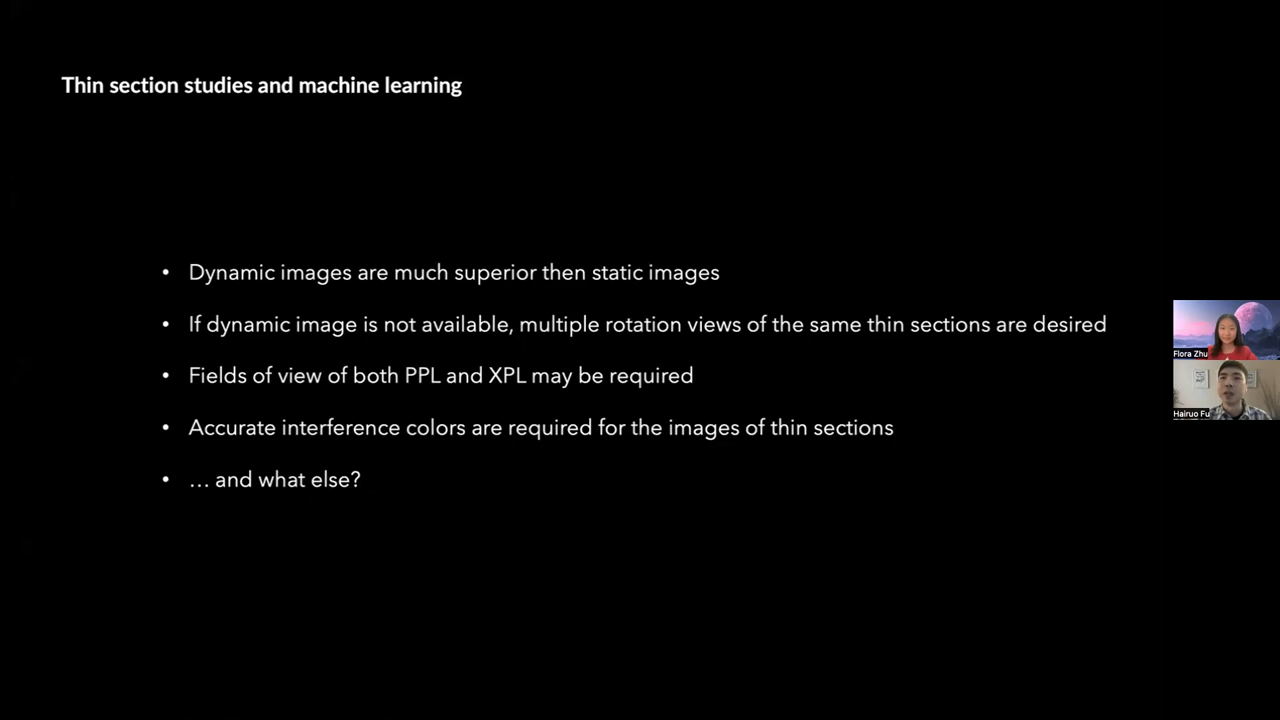 Thin section studies and machine learning
• Dynamic images are much superior then static images
• If dynamic image is not available, multiple rotation views of the same thin sections are desired
• Fields of view of both PPL and XPL may be required
• Accurate interference colors are required for the images of thin sections
• … and what else?
Flora Zhu
Hairuo Fu